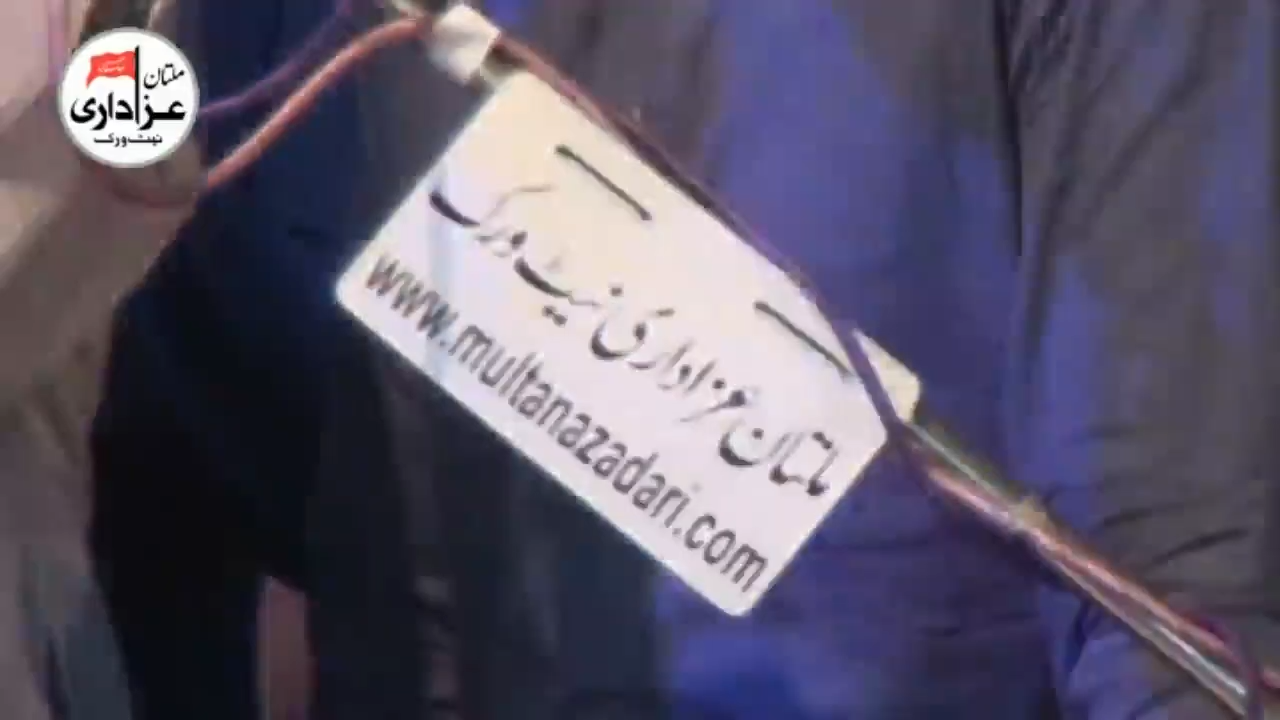 ملتان
عزاداری
نیٹ ورک
ملتان عزاداری نیٹ ورک
www.multanazadari.com